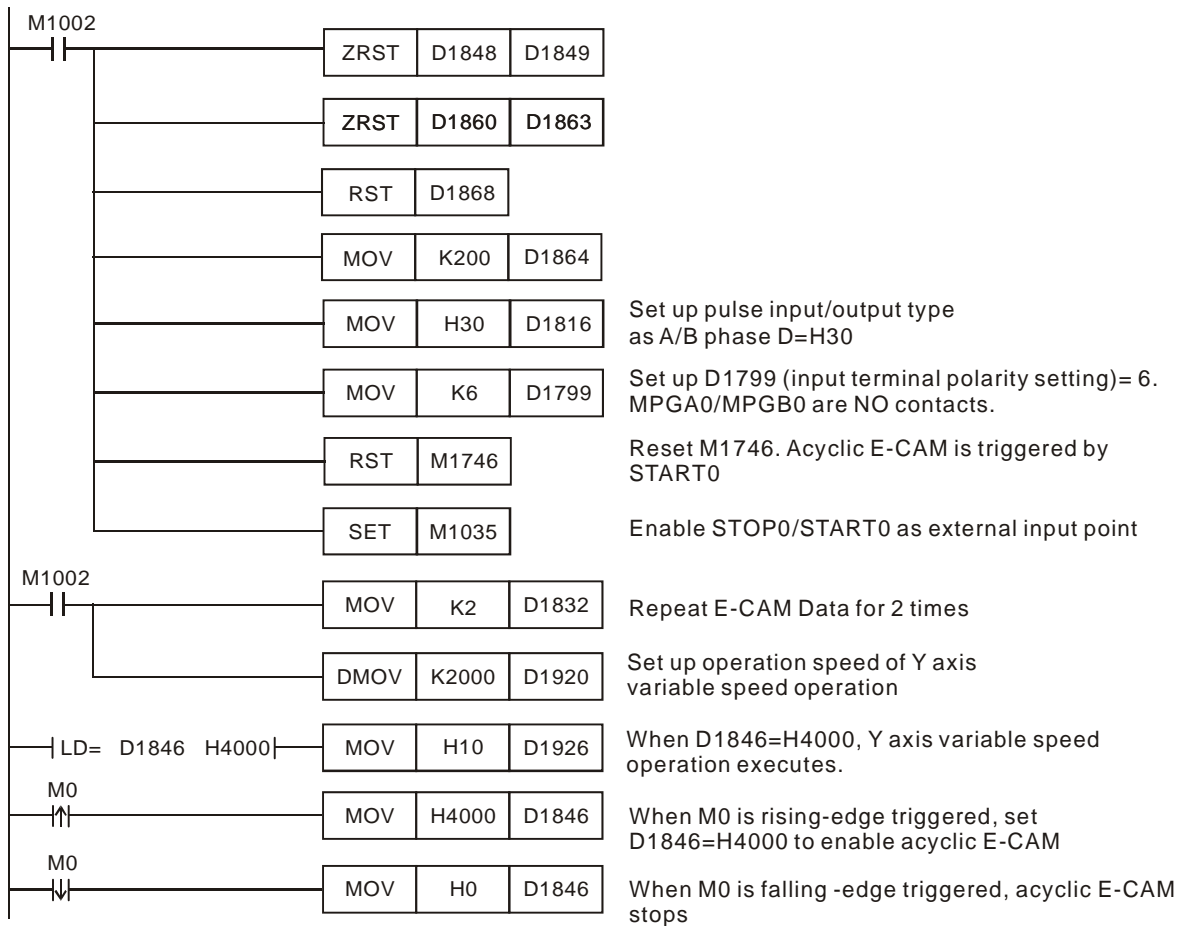 M1002
ZRST D1848 D1849
ZRST D1860 D1863
RST D1868
MOV K200 D1864
MOV H30 D1816
Set up pulse input/output type
as A/B phase D=H30
MOV K6 D1799
Set up D1799 (input terminal polarity setting)= 6.
MPGA0/MPGB0 are NO contacts.
RST M1746
Reset M1746. Acyclic E-CAM is triggered by
START0
SET M1035
Enable STOP0/START0 as external input point
M1002
MOV K2 D1832
Repeat E-CAM Data for 2 times
DMOV K2000 D1920
Set up operation speed of Y axis
variable speed operation
LD= D1846 H4000
MOV H10 D1926
When D1846=H4000, Y axis variable speed
operation executes.
M0
MOV H4000 D1846
When M0 is rising-edge triggered, set
D1846=H4000 to enable acyclic E-CAM
M0
MOV H0 D1846
When M0 is falling -edge triggered, acyclic E-CAM
stops